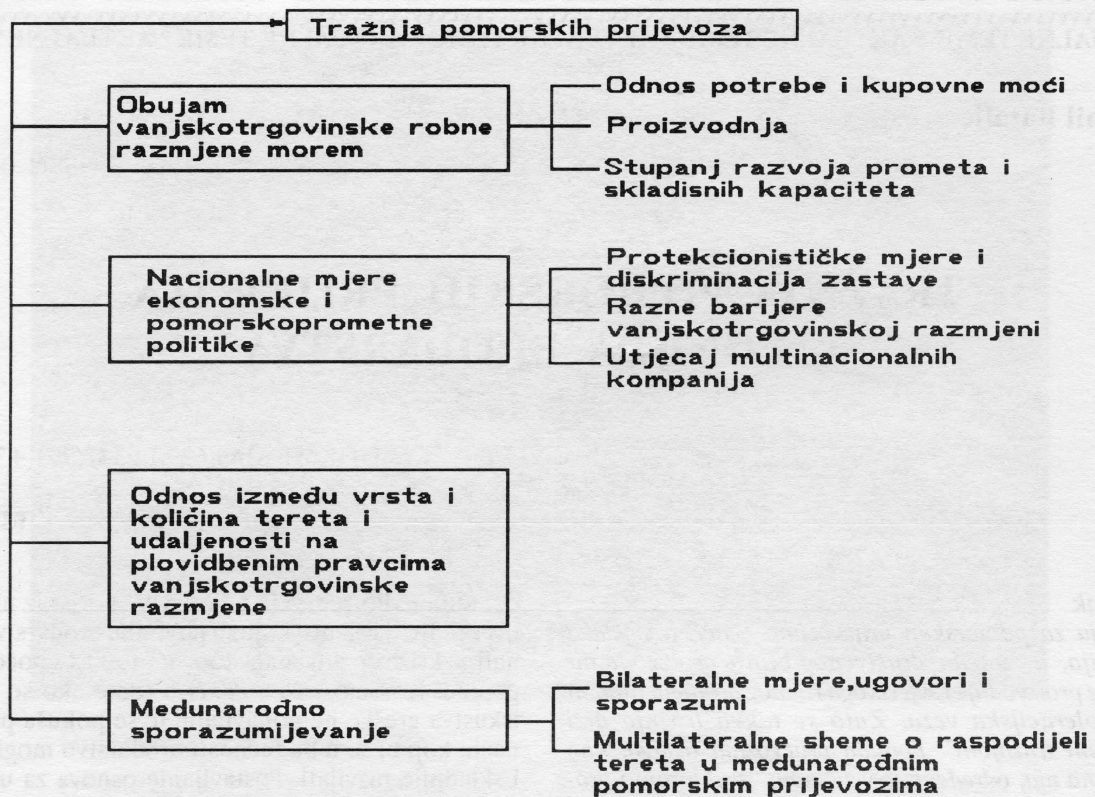 Tražnja pomorskih prijevoza
Obujam
vanjskotrgovinske robne
razmjene morem
Odnos potrebe i kupovne moći
Proizvodnja
Stupanj razvoja prometa i
skladisnih kapaciteta
Nacionalne mjere
ekonomske i
pomorskoprometne
politike
Protekcionističke mjere i
diskriminacija zastave
Razne barijere
vanjskotrgovinskoj razmjeni
Utjecaj multinacionalnih
kompanija
Odnos između vrsta i
količina tereta i
udaljenosti na
plovidbenim pravcima
vanjskotrgovinske
razmjene
Međunarodno
sporazumijevanje
Bilateralne mjere,ugovori i
sporazumi
Multilateralne sheme o raspodijeli
tereta u međunarodnim
pomorskim prijevozima